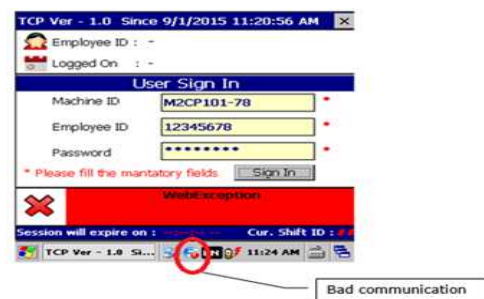 TCP Ver - 1.0 Since 9/1/2015 11:20:56 AM
Employee ID : -
Logged On : -
User Sign In
Machine ID M2CP101-78 *
Employee ID 12345678 *
Password ******** *
* Please fill the mantatory fields Sign In
WebException
Session will expire on : Cur. Shift ID :
TCP Ver - 1.0 Si... EN 11:24 AM
Bad communication